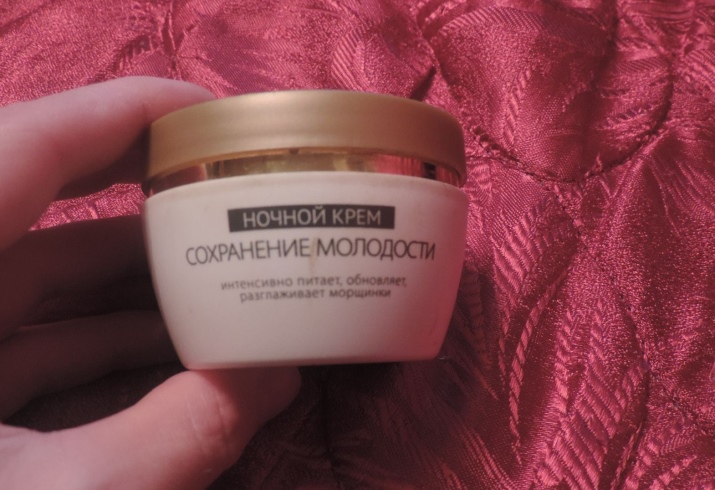 НОЧНОЙ КРЕМ
СОХРАНЕНИЕ МОЛОДОСТИ
интенсивно питает, обновляет,
разглаживает морщинки